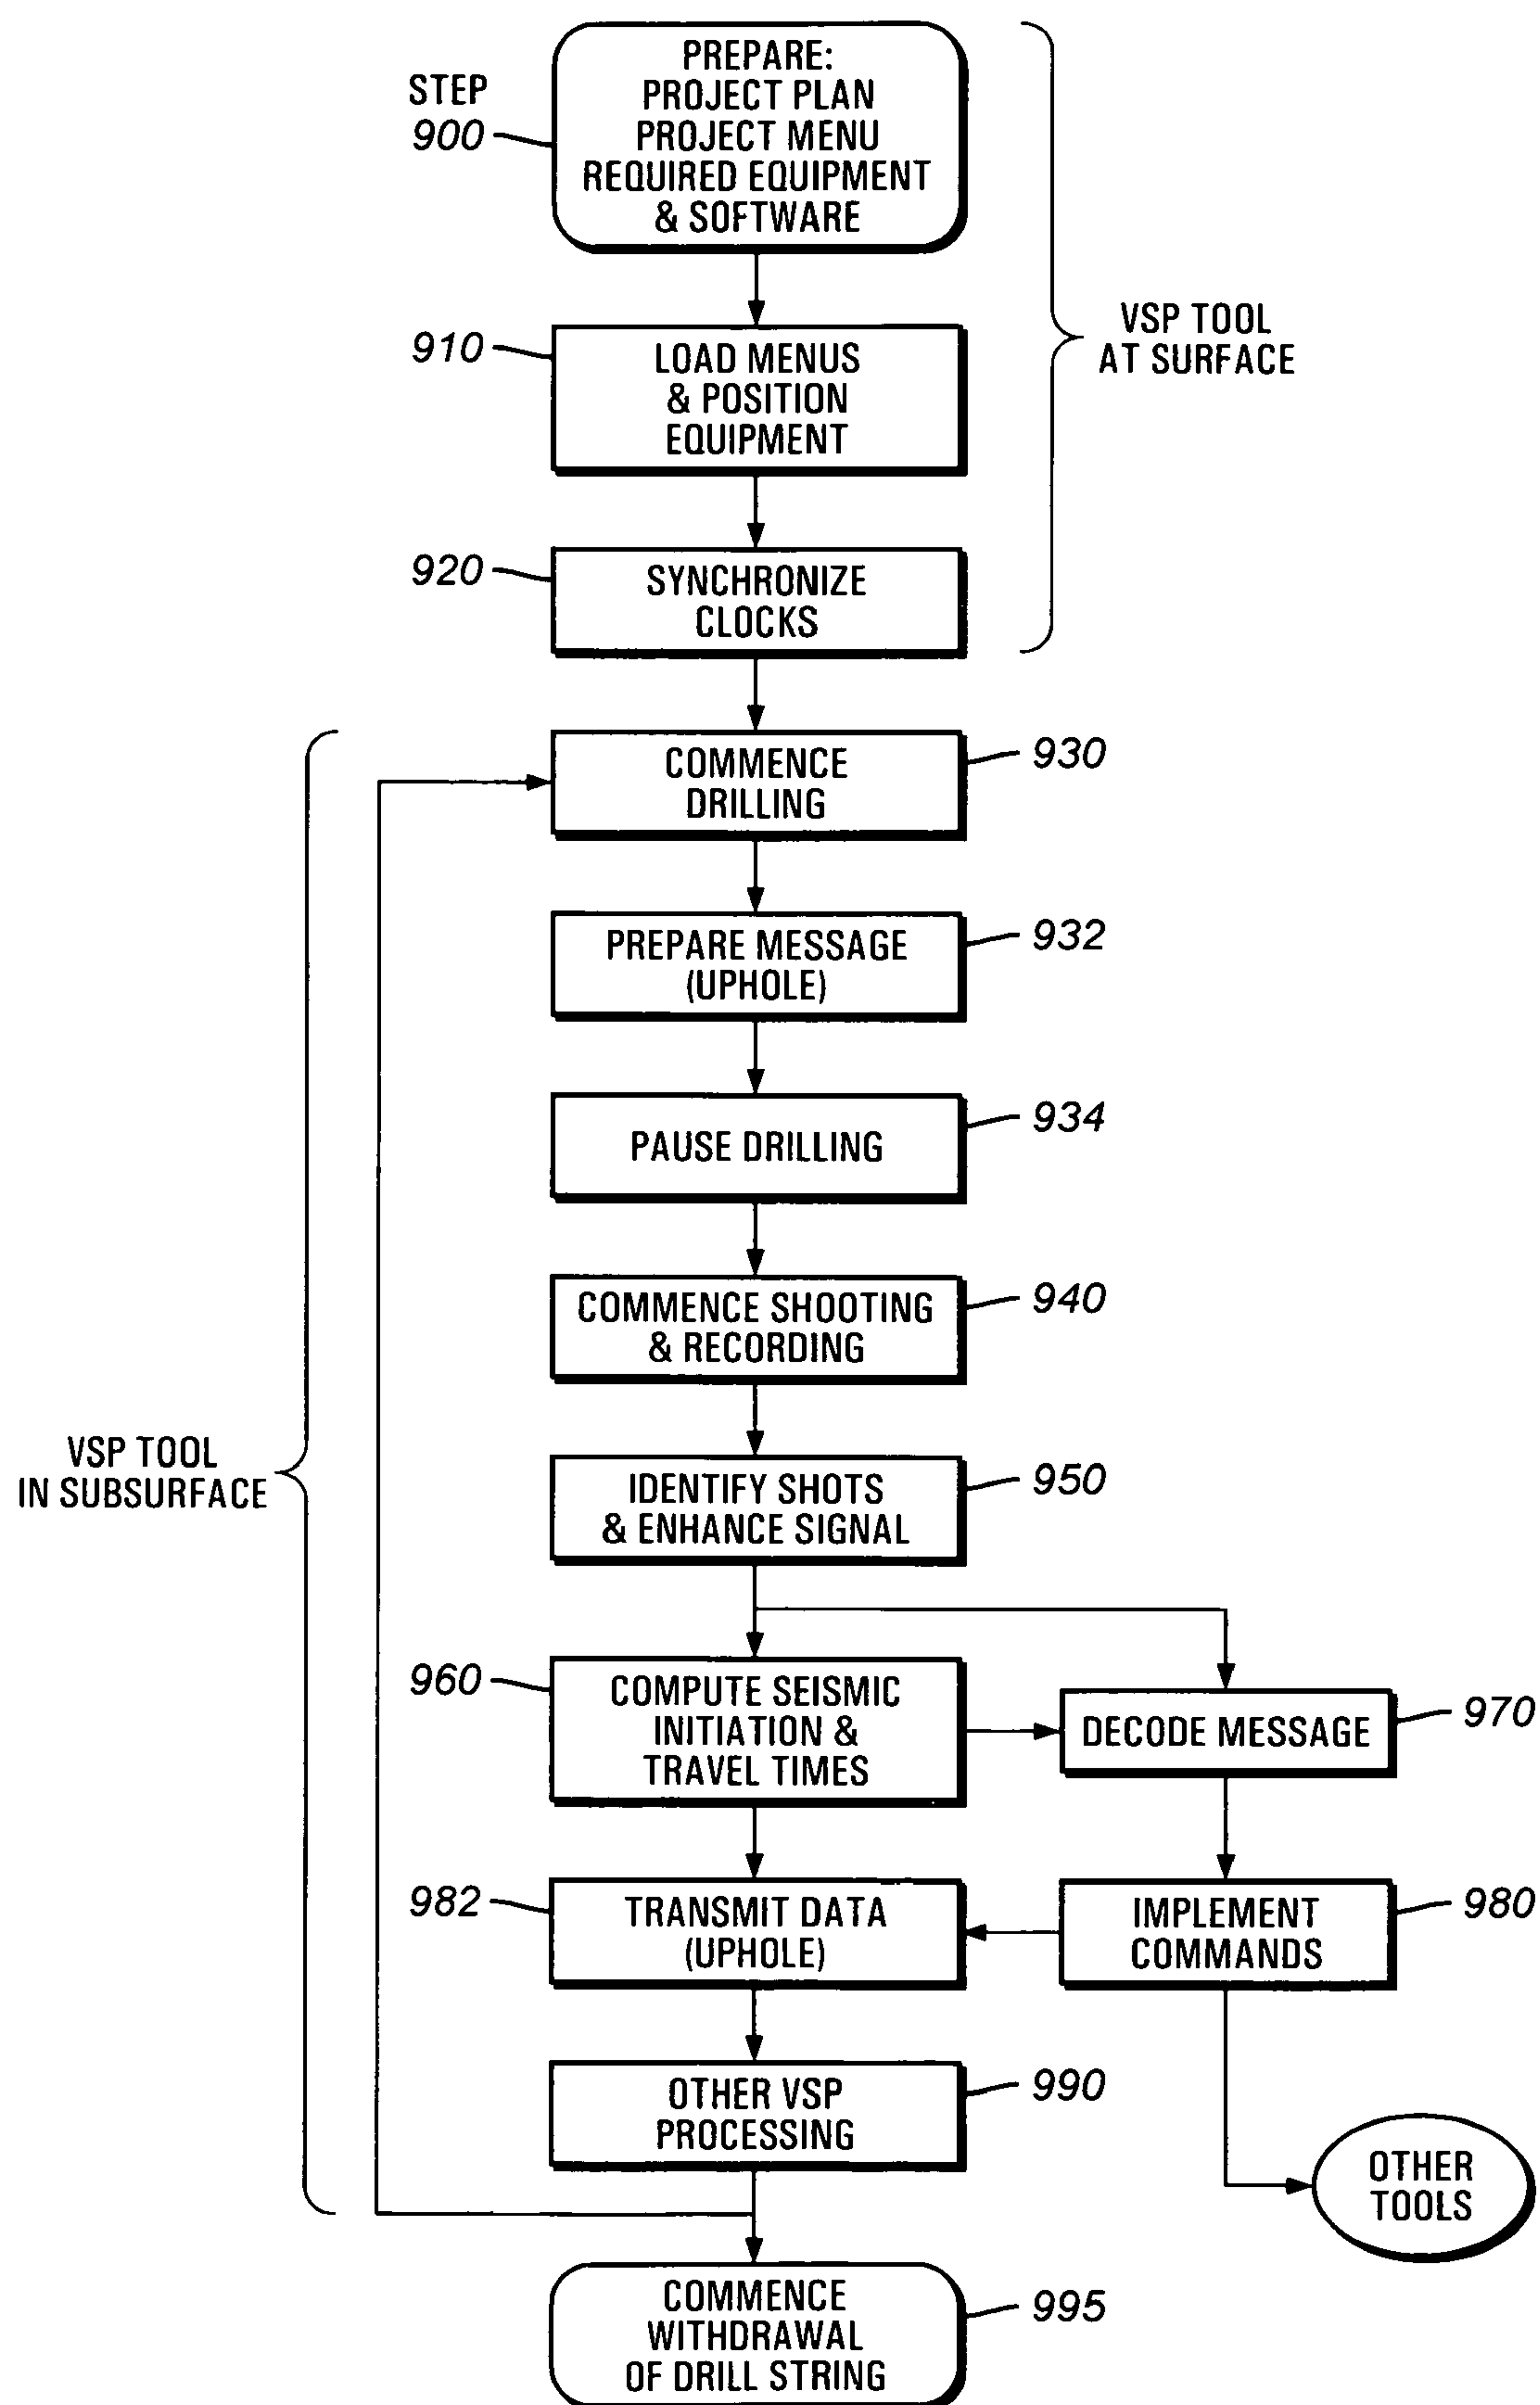 STEP
900
PREPARE:
PROJECT PLAN
PROJECT MENU
REQUIRED EQUIPMENT
& SOFTWARE
910
LOAD MENUS
& POSITION
EQUIPMENT
VSP TOOL
AT SURFACE
920
SYNCHRONIZE
CLOCKS
COMMENCE
DRILLING
930
PREPARE MESSAGE
(UPHOLE)
932
PAUSE DRILLING
934
COMMENCE SHOOTING
& RECORDING
940
VSP TOOL
IN SUBSURFACE
IDENTIFY SHOTS
& ENHANCE SIGNAL
950
960
COMPUTE SEISMIC
INITIATION &
TRAVEL TIMES
DECODE MESSAGE
970
982
TRANSMIT DATA
(UPHOLE)
IMPLEMENT
COMMANDS
980
OTHER VSP
PROCESSING
990
OTHER
TOOLS
COMMENCE
WITHDRAWAL
OF DRILL STRING
995